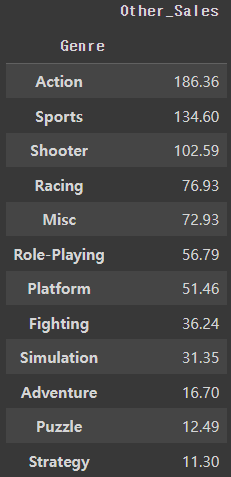 Other_Sales
Genre
Action 186.36
Sports 134.60
Shooter 102.59
Racing 76.93
Misc 72.93
Role-Playing 56.79
Platform 51.46
Fighting 36.24
Simulation 31.35
Adventure 16.70
Puzzle 12.49
Strategy 11.30